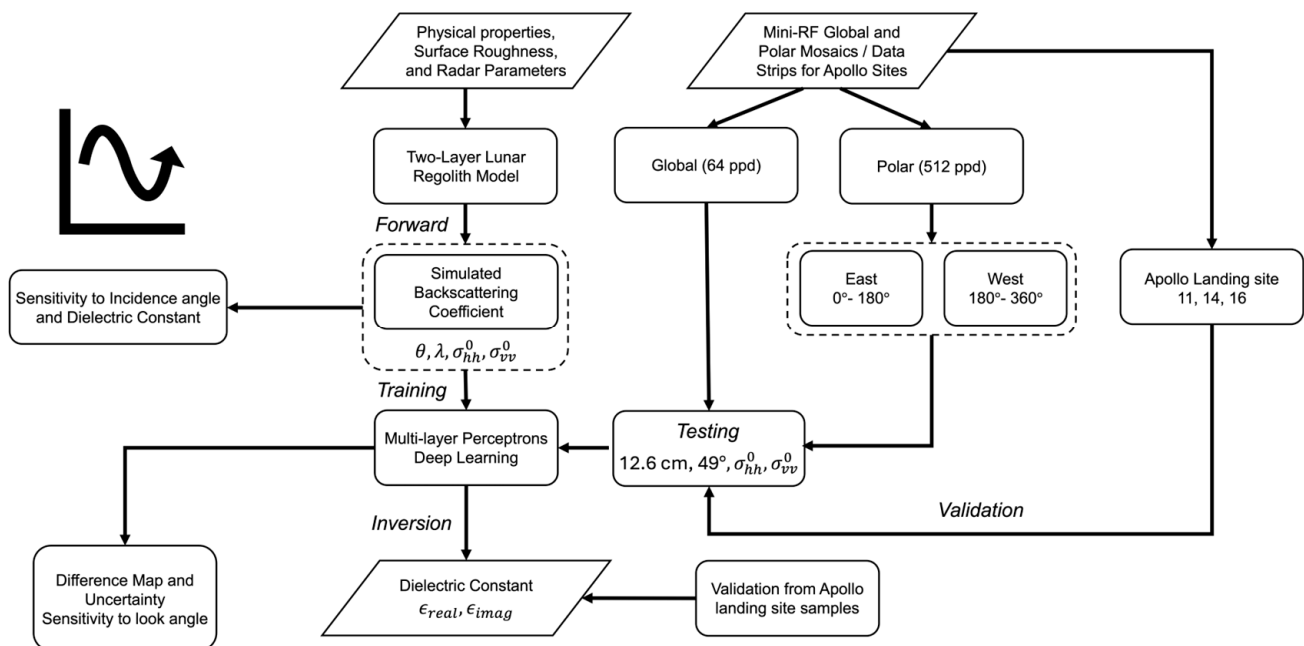 Physical properties,
Surface Roughness,
and Radar Parameters
Mini-RF Global and
Polar Mosaics / Data
Strips for Apollo Sites
Two-Layer Lunar
Regolith Model
Global (64 ppd)
Polar (512 ppd)
Forward
Simulated
Backscattering
Coefficient
θ, λ, σ⁰ₕₕ, σ⁰ᵥᵥ
Sensitivity to Incidence angle
and Dielectric Constant
East
0°- 180°
West
180°- 360°
Apollo Landing site
11, 14, 16
Training
Multi-layer Perceptrons
Deep Learning
Testing
12.6 cm, 49°, σ⁰ₕₕ, σ⁰ᵥᵥ
Validation
Inversion
Difference Map and
Uncertainty
Sensitivity to look angle
Dielectric Constant
ϵ_real, ϵ_imag
Validation from Apollo
landing site samples